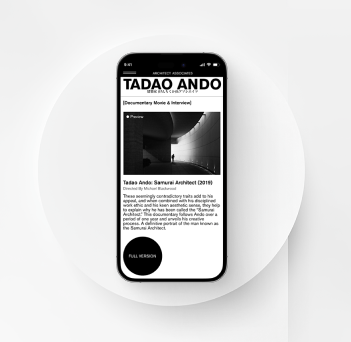 9:41
ARCHITECT ASSOCIATES
TADAO ANDO
[Documentary Movie & Interview]
Preview
Tadao Ando: Samurai Architect (2016)
Directed By Michael Blackwood
These seemingly contradictory traits add to his
appeal, and when combined with his disciplined
work ethic and his keen aesthetic sense, they help
to explain why he has been called the "Samurai
Architect." This documentary follows Ando over a
period of one year and unveils his creative
process. A definitive portrait of the man known as
the Samurai Architect.
FULL VERSION